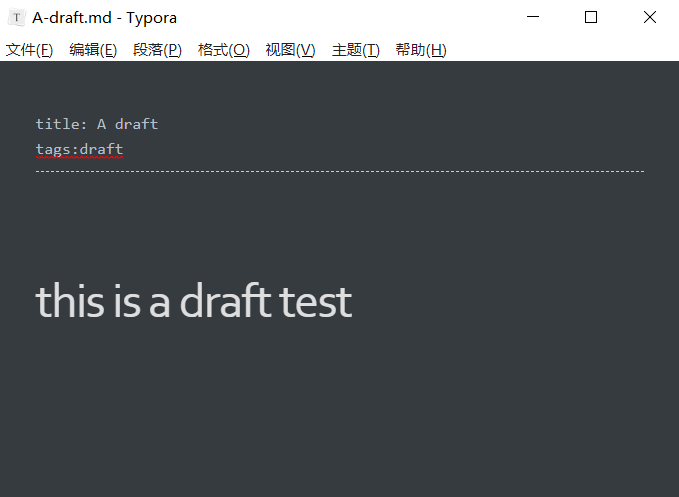 T A-draft.md - Typora
文件(F) 编辑(E) 段落(P) 格式(O) 视图(V) 主题(T) 帮助(H)
title: A draft
tags:draft
this is a draft test